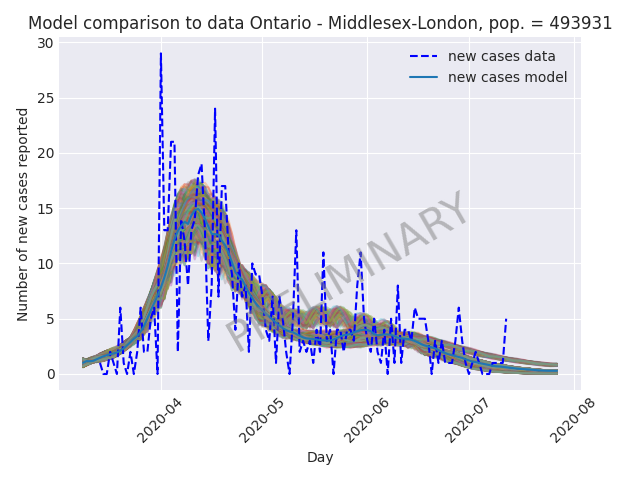 Model comparison to data Ontario - Middlesex-London, pop. = 493931
30
25
20
15
10
5
0
Number of new cases reported
new cases data
new cases model
PRELIMINARY
2020-04
2020-05
2020-06
2020-07
2020-08
Day